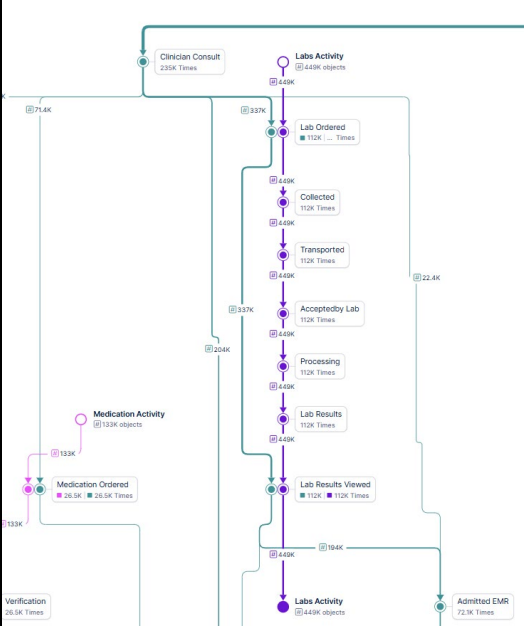 Clinician Consult
235K Times
Labs Activity
449K objects
449K
K
71.4K
337K
Lab Ordered
112K | ... Times
449K
Collected
112K Times
449K
Transported
112K Times
449K
22.4K
337K
Acceptedby Lab
112K Times
449K
204K
Processing
112K Times
449K
Medication Activity
133K objects
Lab Results
112K Times
449K
133K
Medication Ordered
26.5K | 26.5K Times
Lab Results Viewed
112K | 112K Times
133K
194K
449K
Verification
26.5K Times
Labs Activity
449K objects
Admitted EMR
72.1K Times